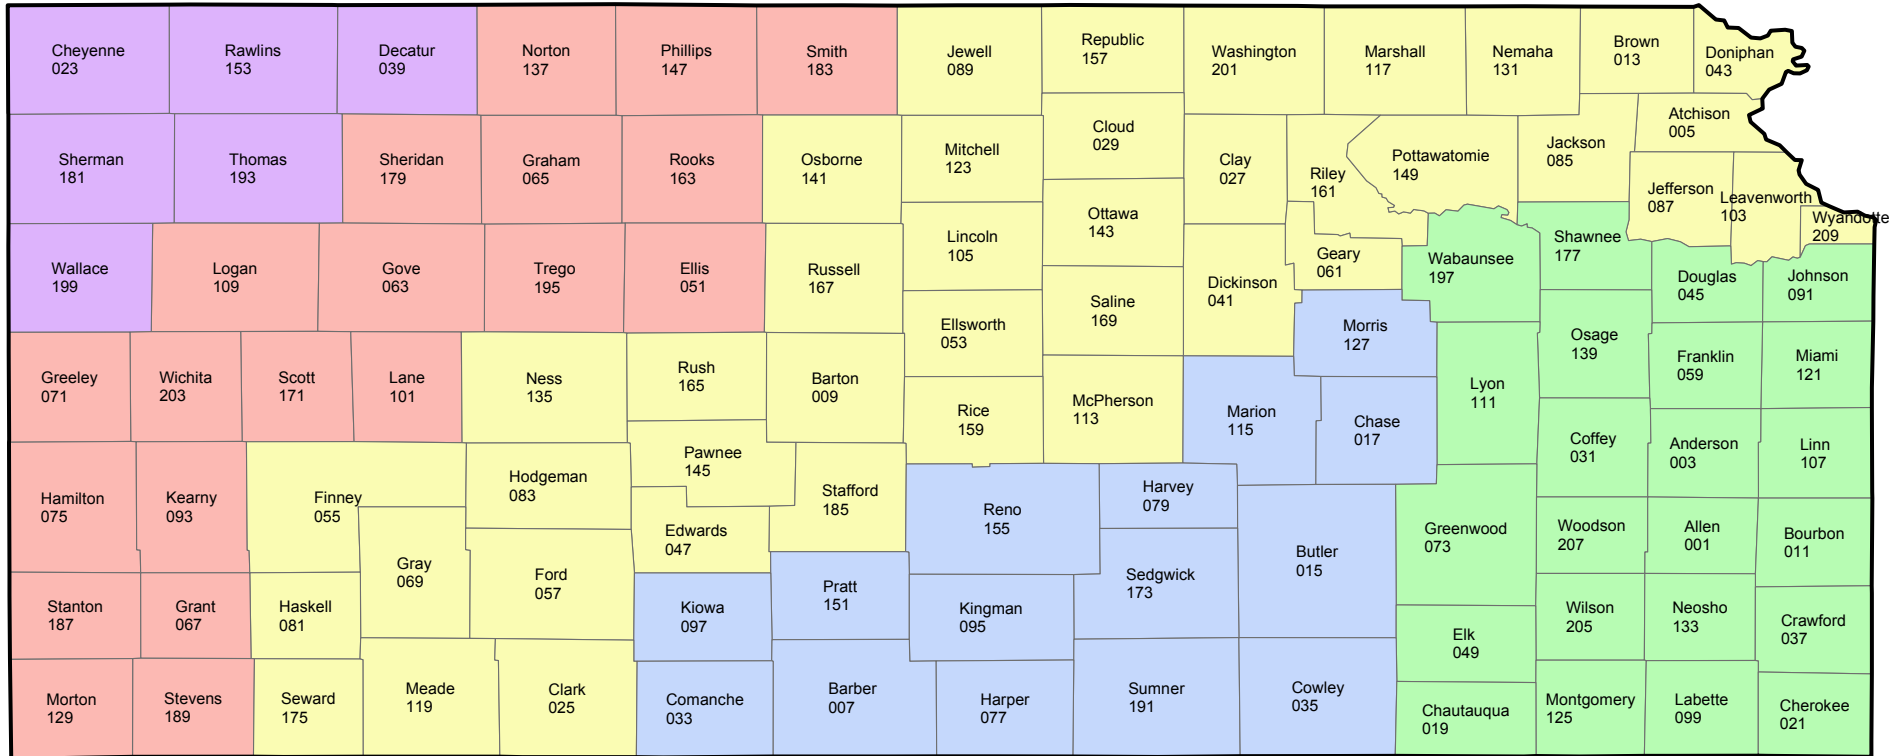 Cheyenne
023
Rawlins
153
Decatur
039
Norton
137
Phillips
147
Smith
183
Jewell
089
Republic
157
Washington
201
Marshall
117
Nemaha
131
Brown
013
Doniphan
043
Sherman
181
Thomas
193
Sheridan
179
Graham
065
Rooks
163
Osborne
141
Mitchell
123
Cloud
029
Clay
027
Riley
161
Pottawatomie
149
Jackson
085
Atchison
005
Jefferson
087
Leavenworth
103
Wyandotte
209
Wallace
199
Logan
109
Gove
063
Trego
195
Ellis
051
Russell
167
Lincoln
105
Ottawa
143
Dickinson
041
Geary
061
Wabaunsee
197
Shawnee
177
Douglas
045
Johnson
091
Ellsworth
053
Saline
169
Morris
127
Osage
139
Franklin
059
Miami
121
Greeley
071
Wichita
203
Scott
171
Lane
101
Ness
135
Rush
165
Barton
009
Rice
159
McPherson
113
Marion
115
Chase
017
Lyon
111
Coffey
031
Anderson
003
Linn
107
Hamilton
075
Kearny
093
Finney
055
Hodgeman
083
Pawnee
145
Stafford
185
Reno
155
Harvey
079
Butler
015
Greenwood
073
Woodson
207
Allen
001
Bourbon
011
Gray
069
Ford
057
Edwards
047
Kiowa
097
Pratt
151
Kingman
095
Sedgwick
173
Stanton
187
Grant
067
Haskell
081
Elk
049
Wilson
205
Neosho
133
Crawford
037
Morton
129
Stevens
189
Seward
175
Meade
119
Clark
025
Comanche
033
Barber
007
Harper
077
Sumner
191
Cowley
035
Chautauqua
019
Montgomery
125
Labette
099
Cherokee
021